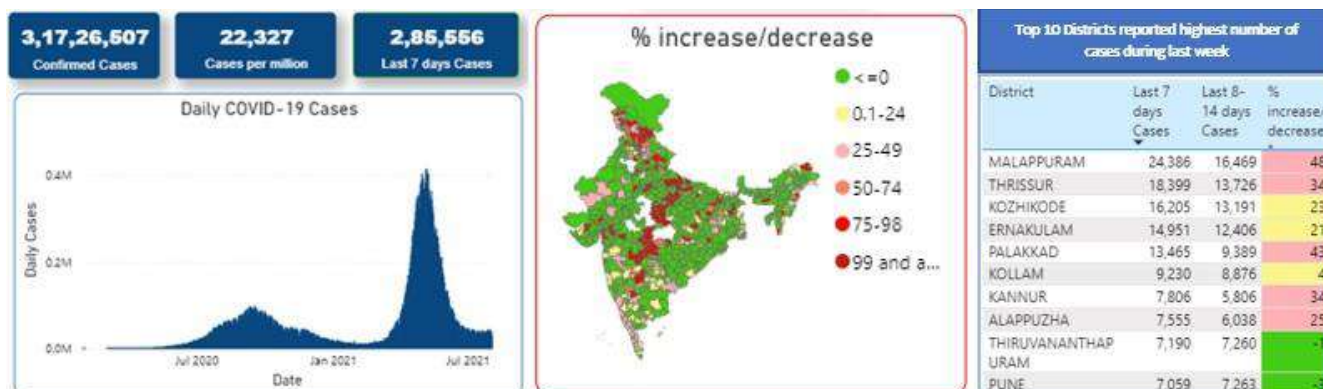 3,17,26,507
Confirmed Cases
22,327
Cases per million
2,85,556
Last 7 days Cases
Daily COVID-19 Cases
Daily Cases
0.4M
0.2M
0.0M
Jul 2020
Jan 2021
Jul 2021
Date
% increase/decrease
<=0
0.1-24
25-49
50-74
75-98
99 and a...
Top 10 Districts reported highest number of
cases during last week
District Last 7 Last 8- %
days 14 days increase/
Cases Cases decrease
MALAPPURAM 24,386 16,469 48
THRISSUR 18,399 13,726 34
KOZHIKODE 16,205 13,191 23
ERNAKULAM 14,951 12,406 21
PALAKKAD 13,465 9,389 43
KOLLAM 9,230 8,876 4
KANNUR 7,806 5,806 34
ALAPPUZHA 7,555 6,038 25
THIRUVANANTHAP 7,190 7,260 -1
URAM
PUNE 7,059 7,263